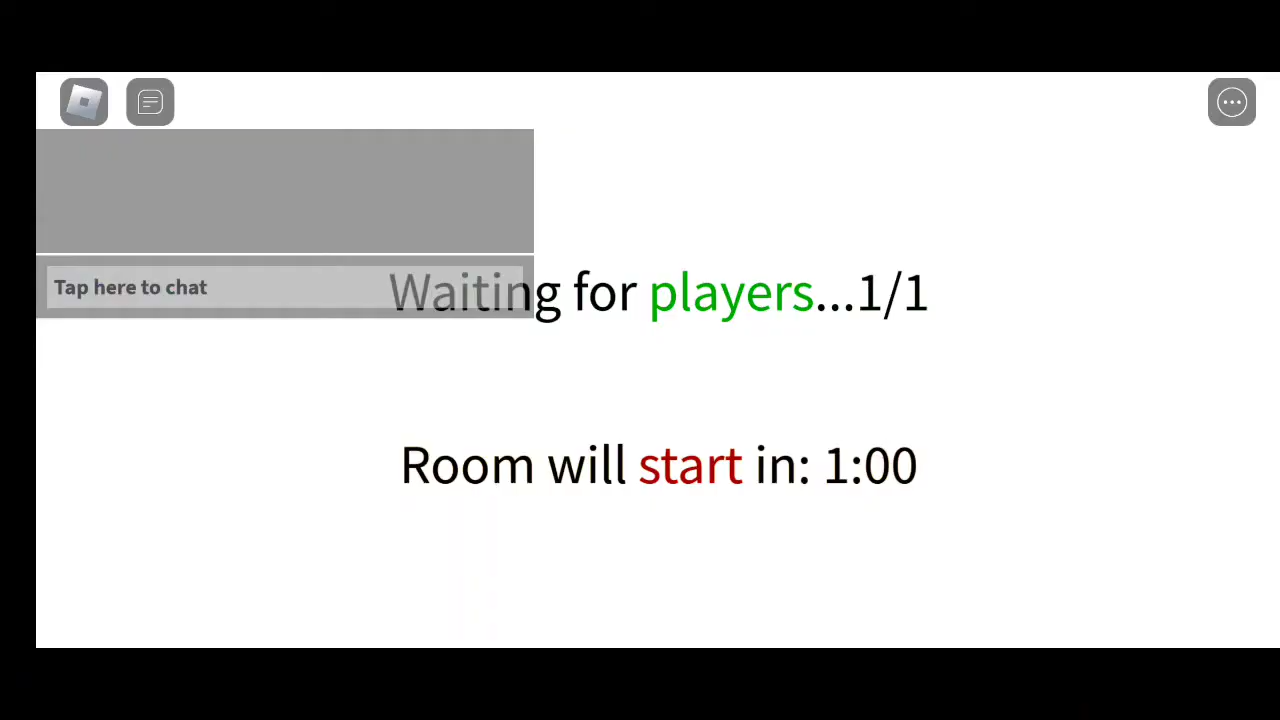 Tap here to chat
Waiting for players...1/1
Room will start in: 1:00